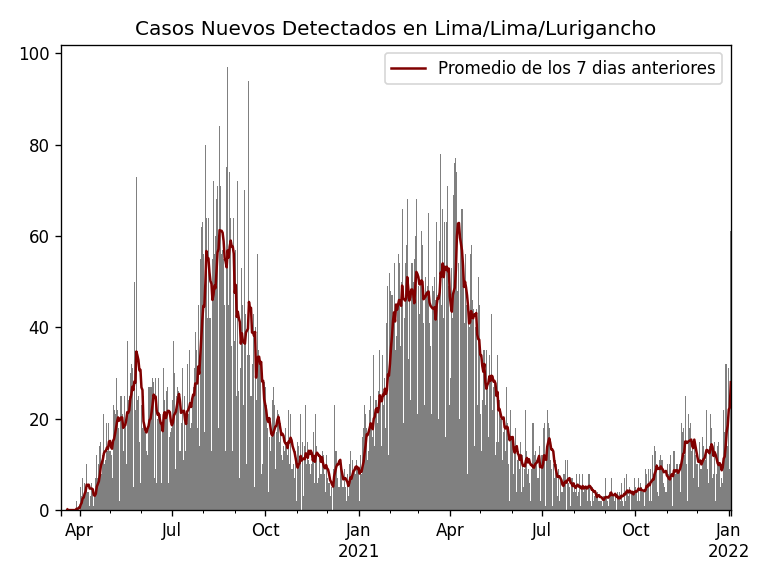 Casos Nuevos Detectados en Lima/Lima/Lurigancho
Promedio de los 7 dias anteriores
100
80
60
40
20
0
Apr Jul Oct Jan Apr Jul Oct Jan
2021 2022